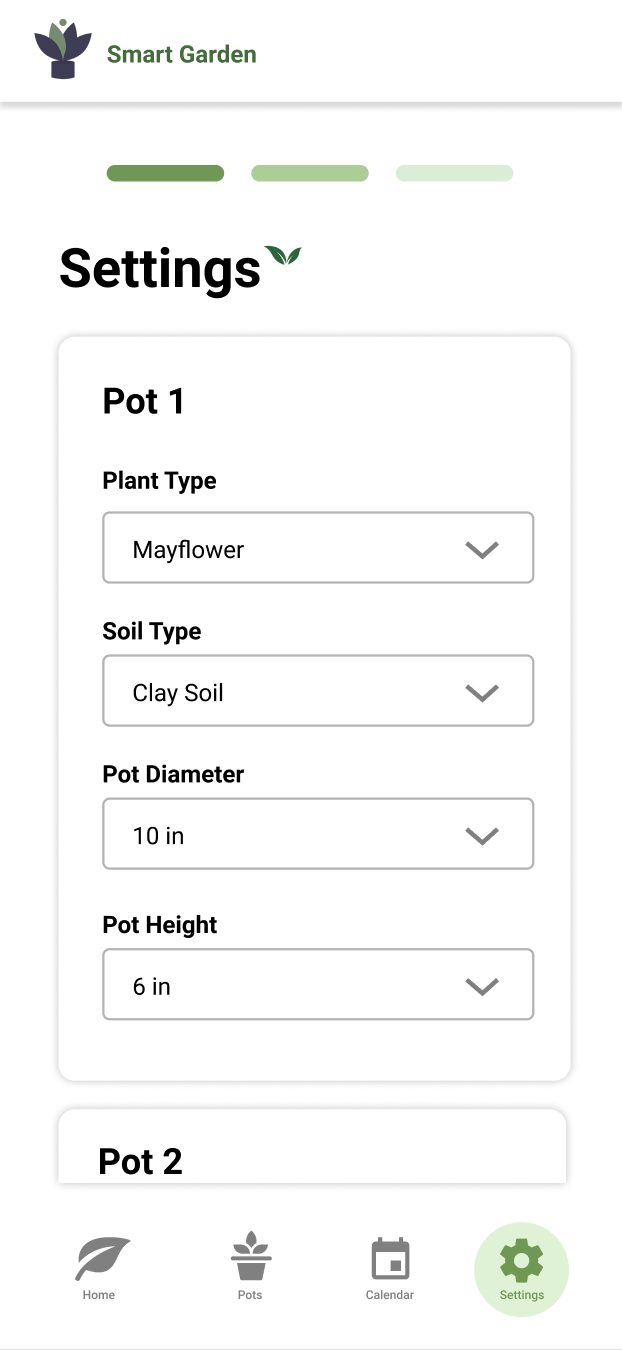 Smart Garden
Settings
Pot 1
Plant Type
Mayflower
Soil Type
Clay Soil
Pot Diameter
10 in
Pot Height
6 in
Pot 2
Home
Pots
Calendar
Settings